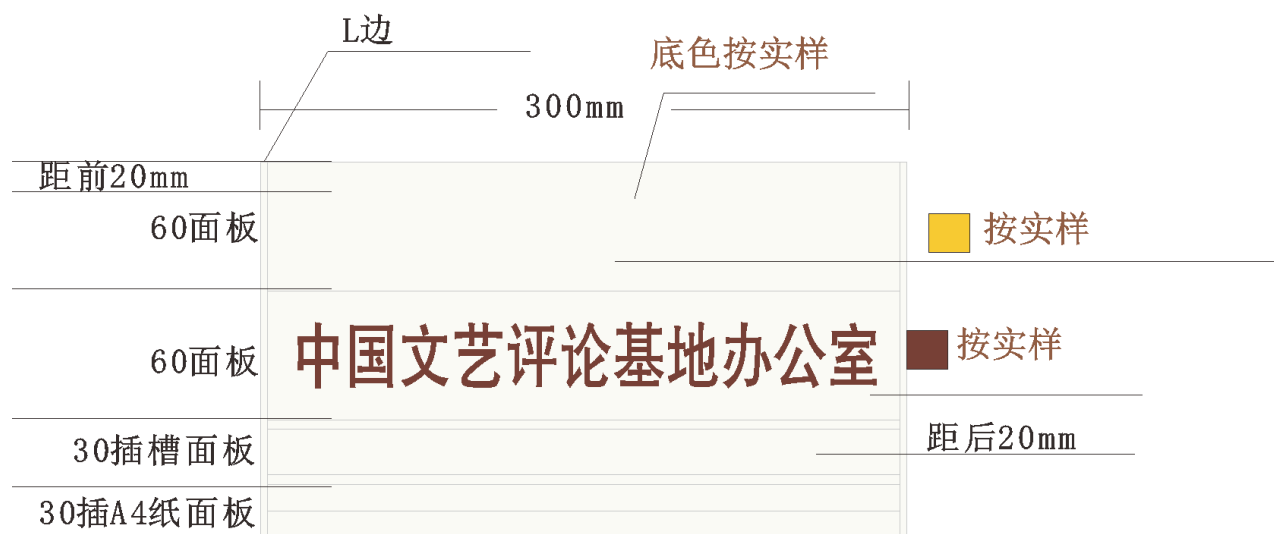 L边
底色按实样
300mm
距前20mm
60面板
按实样
中国文艺评论基地办公室
60面板
按实样
距后20mm
30插槽面板
30插A4纸面板